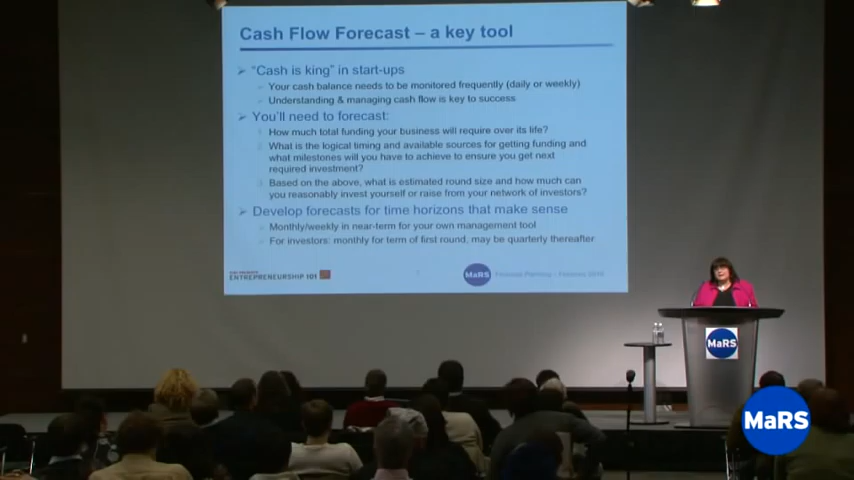 Cash Flow Forecast – a key tool
"Cash is king" in start-ups
Your cash balance needs to be monitored frequently (daily or weekly)
Understanding & managing cash flow is key to success
You'll need to forecast:
How much total funding your business will require over its life?
What is the logical timing and available sources for getting funding and
what milestones will you have to achieve to ensure you get next
required investment?
Based on the above, what is estimated round size and how much can
you reasonably invest yourself or raise from your network of investors?
Develop forecasts for time horizons that make sense
Monthly/weekly in near-term for your own management tool
For investors: monthly for term of first round, may be quarterly thereafter
ENTREPRENEURSHIP 101
MaRS
MaRS
MaRS